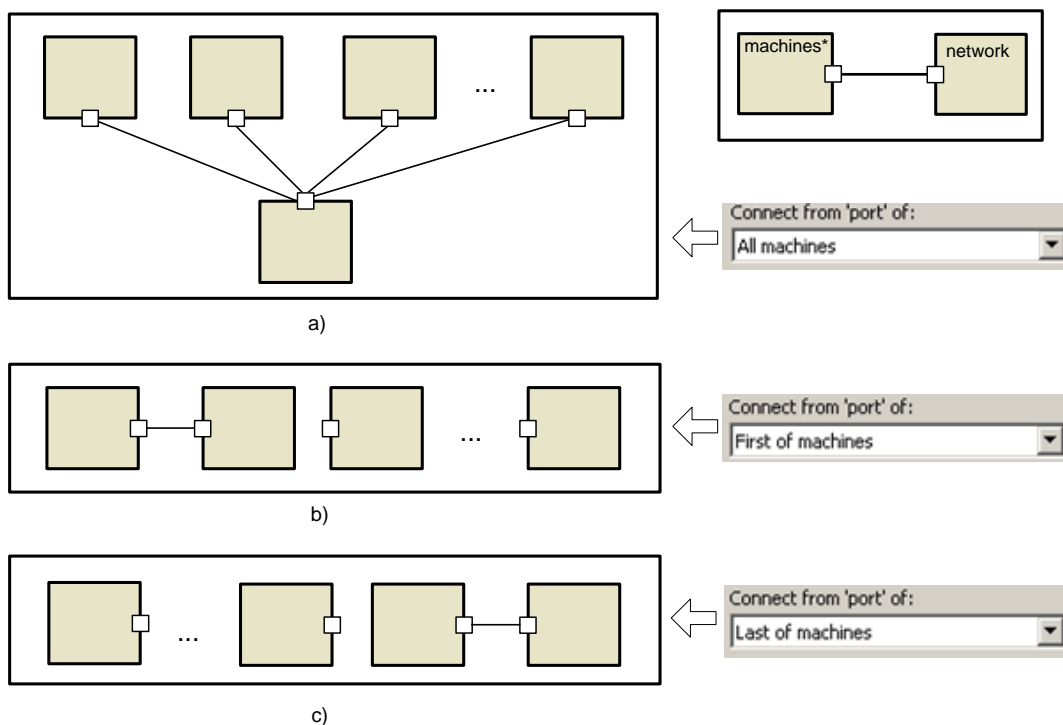 machines*
network
...
Connect from 'port' of:
All machines
a)
Connect from 'port' of:
First of machines
...
b)
Connect from 'port' of:
Last of machines
...
c)